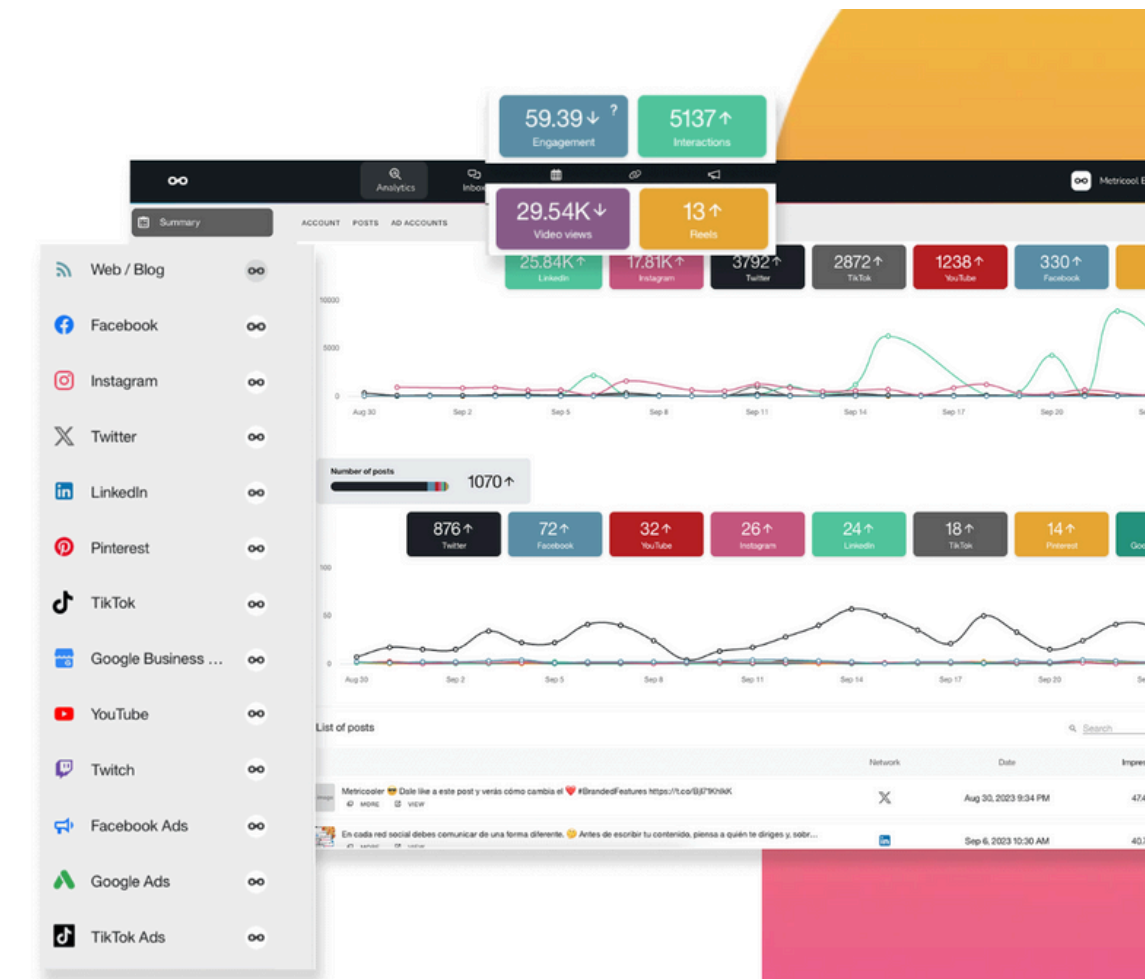 59.39↓ ?
Engagement
5137↑
Interactions
Analytics
Inbox
Metricool
29.54K↓
Video views
13↑
Reels
Summary
ACCOUNT POSTS AD ACCOUNTS
Web / Blog
Facebook
Instagram
Twitter
LinkedIn
Pinterest
TikTok
Google Business ...
YouTube
Twitch
Facebook Ads
Google Ads
TikTok Ads
25.84K↑
LinkedIn
17.81K↑
Instagram
3792↑
Twitter
2872↑
TikTok
1238↑
YouTube
330↑
Facebook
10000
5000
0
Aug 30 Sep 2 Sep 5 Sep 8 Sep 11 Sep 14 Sep 17 Sep 20
Number of posts
1070↑
876↑
Twitter
72↑
Facebook
32↑
YouTube
26↑
Instagram
24↑
LinkedIn
18↑
TikTok
14↑
Pinterest
100
50
0
Aug 30 Sep 2 Sep 5 Sep 8 Sep 11 Sep 14 Sep 17 Sep 20
List of posts
Search
Network Date
Metricooler 😎 Dale like a este post y verás cómo cambia el ❤️ #BrandedFeatures
MORE VIEW
Aug 30, 2023 9:34 PM
En cada red social debes comunicar de una forma diferente. 🤔 Antes de escribir tu contenido, piensa a quién te diriges y, sobr...
MORE VIEW
Sep 6, 2023 10:30 AM